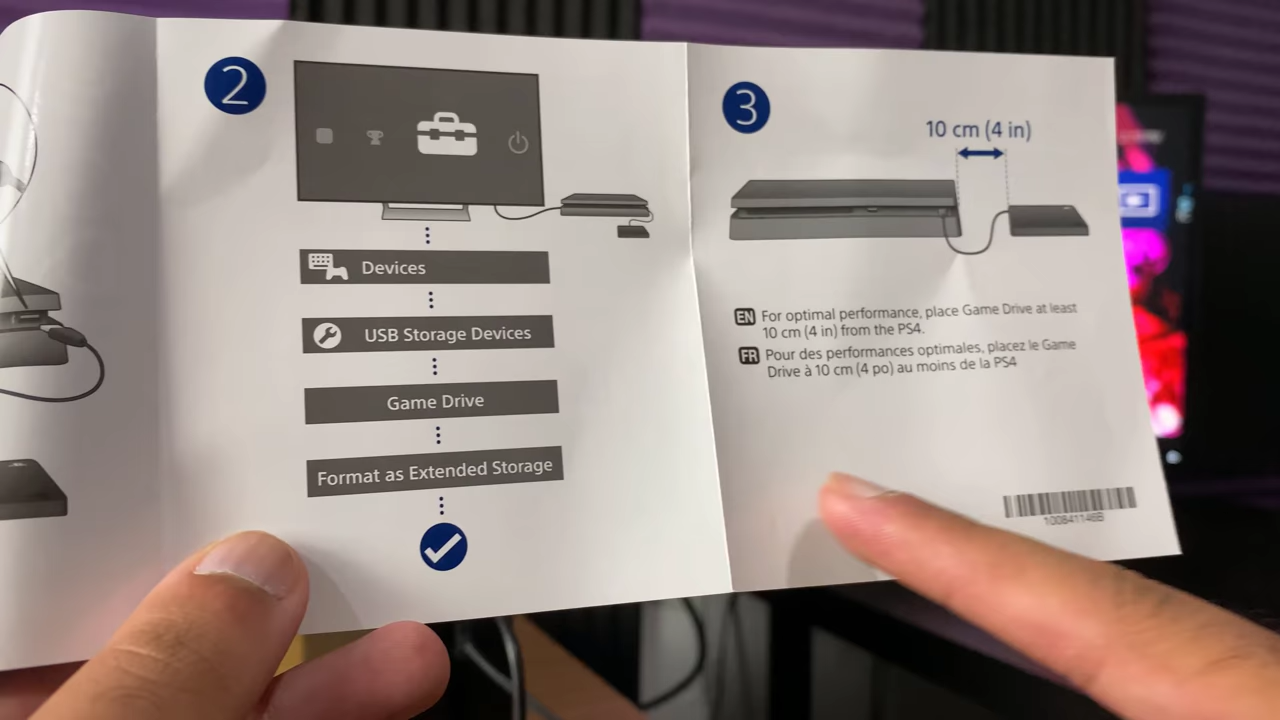 2
Devices
USB Storage Devices
Game Drive
Format as Extended Storage
3
10 cm (4 in)
EN For optimal performance, place Game Drive at least
10 cm (4 in) from the PS4.
FR Pour des performances optimales, placez le Game
Drive à 10 cm (4 po) au moins de la PS4
100841146B